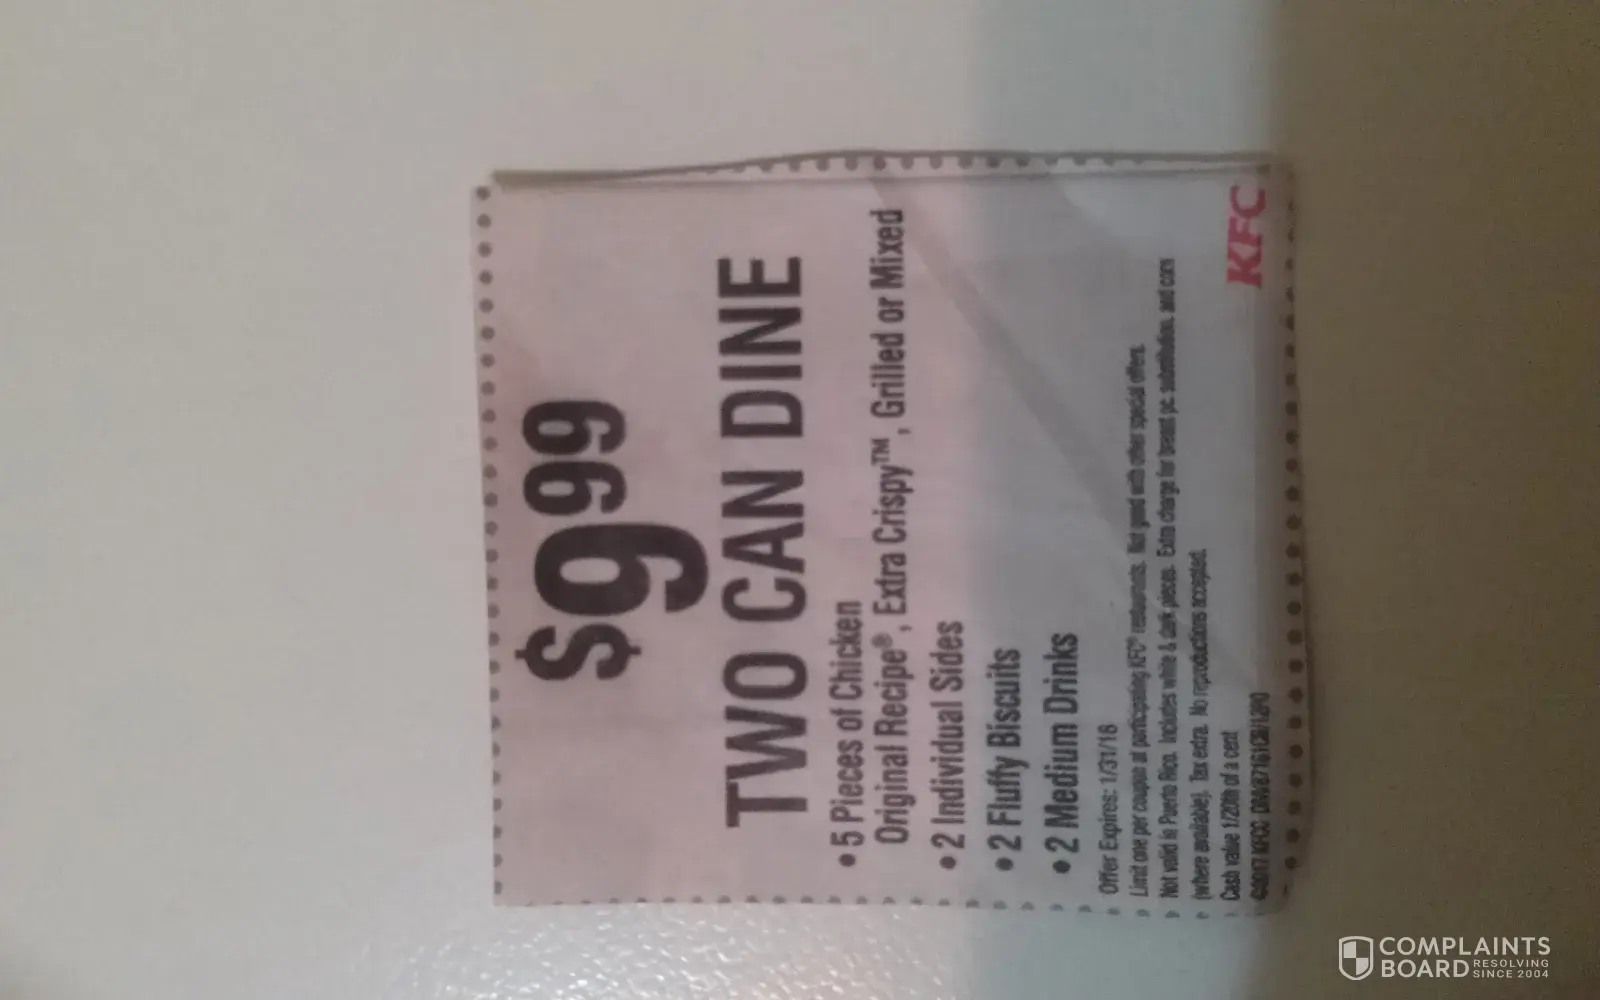 $9.99
TWO CAN DINE
• 5 Pieces of Chicken
Original Recipe®, Extra Crispy™, Grilled or Mixed
• 2 Individual Sides
• 2 Fluffy Biscuits
• 2 Medium Drinks
Offer Expires: 1/31/18
Limit one per coupon at participating KFC® restaurants. Not good with other special offers.
Not valid in Puerto Rico. Includes white & dark pieces. Extra charge for breast pc. substitution, and corn
(where available). Tax extra. No reproductions accepted.
Cash value 1/20th of a cent
©2017 KFCC
KFC
COMPLAINTS
BOARD RESOLVING
SINCE 2004